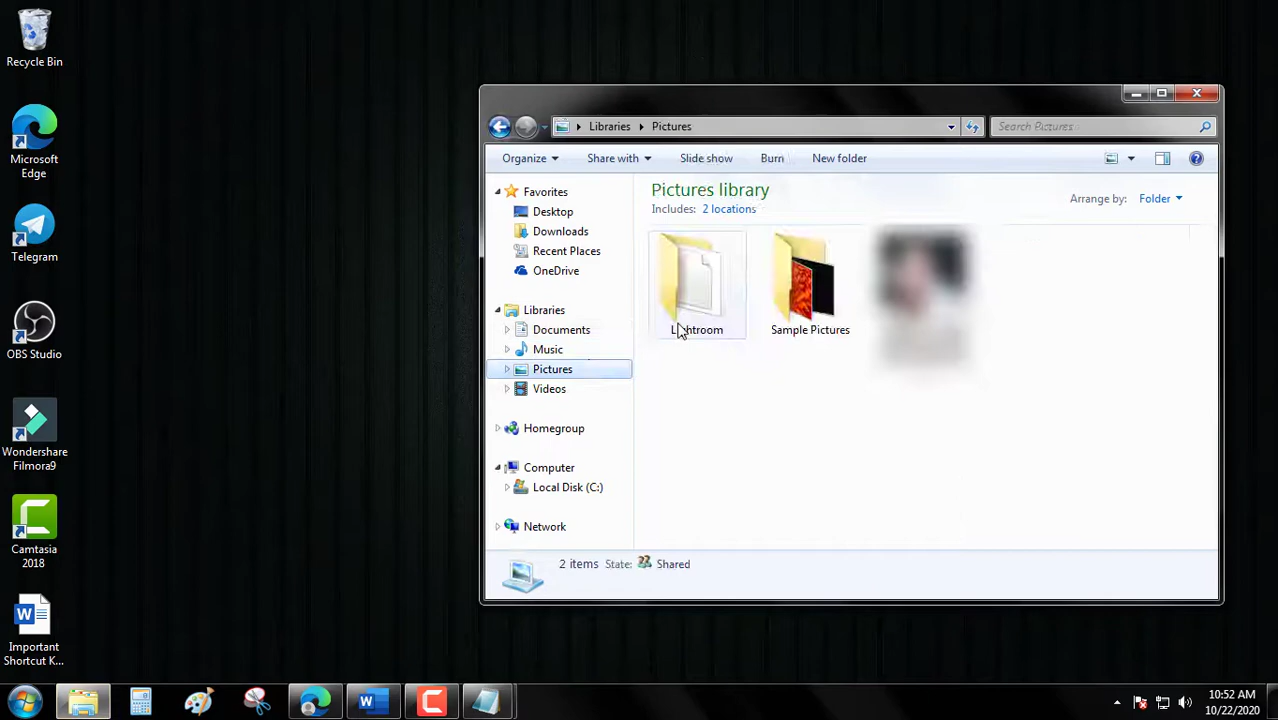 Recycle Bin
Microsoft
Edge
Telegram
OBS Studio
Wondershare
Filmora9
Camtasia
2018
Important
Shortcut K...
Libraries
Pictures
Search Pictures
Organize
Share with
Slide show
Burn
New folder
Favorites
Desktop
Downloads
Recent Places
OneDrive
Libraries
Documents
Music
Pictures
Videos
Homegroup
Computer
Local Disk (C:)
Network
Pictures library
Includes: 2 locations
Arrange by: Folder
Lightroom
Sample Pictures
2 items State: Shared
10:52 AM
10/22/2020